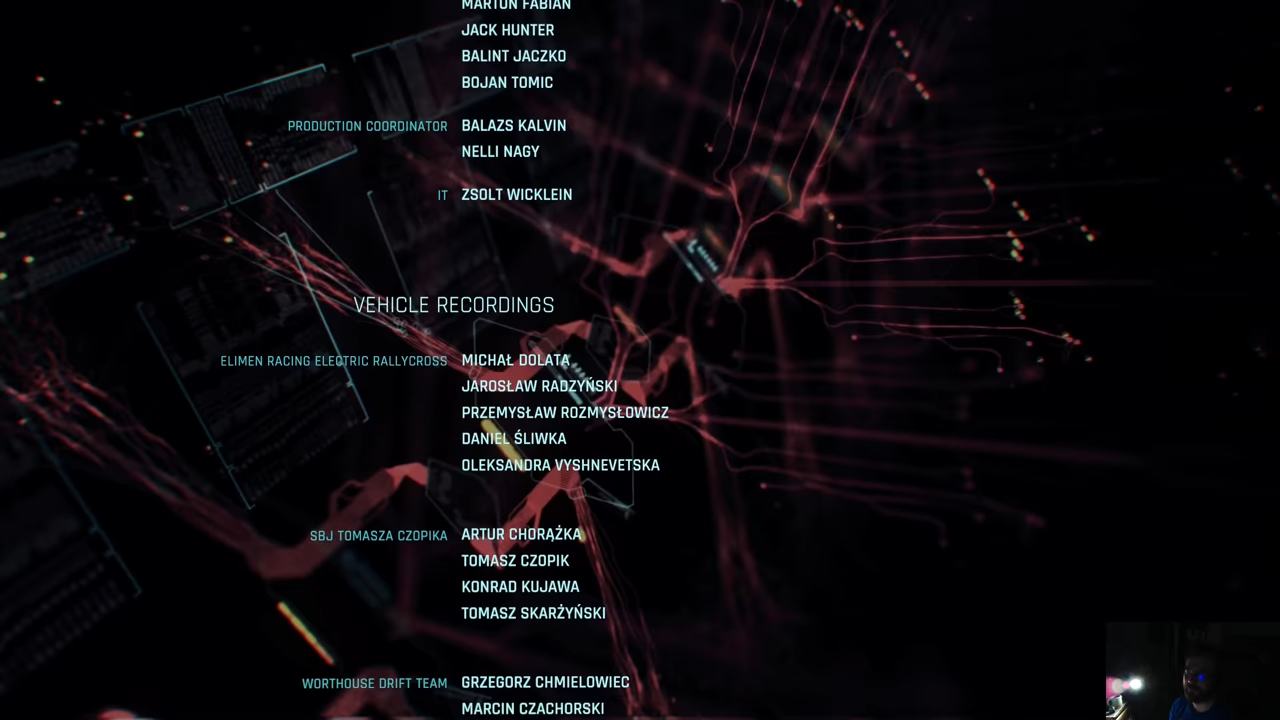 MARTON FABIAN
JACK HUNTER
BALINT JACZKO
BOJAN TOMIC
PRODUCTION COORDINATOR BALAZS KALVIN
NELLI NAGY
IT ZSOLT WICKLEIN
VEHICLE RECORDINGS
ELIMEN RACING ELECTRIC RALLYCROSS MICHAŁ DOLATA
JAROSŁAW RADZYŃSKI
PRZEMYSŁAW ROZMYSŁOWICZ
DANIEL ŚLIWKA
OLEKSANDRA VYSHNEVETSKA
SBJ TOMASZA CZOPIKA ARTUR CHORĄŻKA
TOMASZ CZOPIK
KONRAD KUJAWA
TOMASZ SKARŻYŃSKI
WORTHOUSE DRIFT TEAM GRZEGORZ CHMIELOWIEC
MARCIN CZACHORSKI